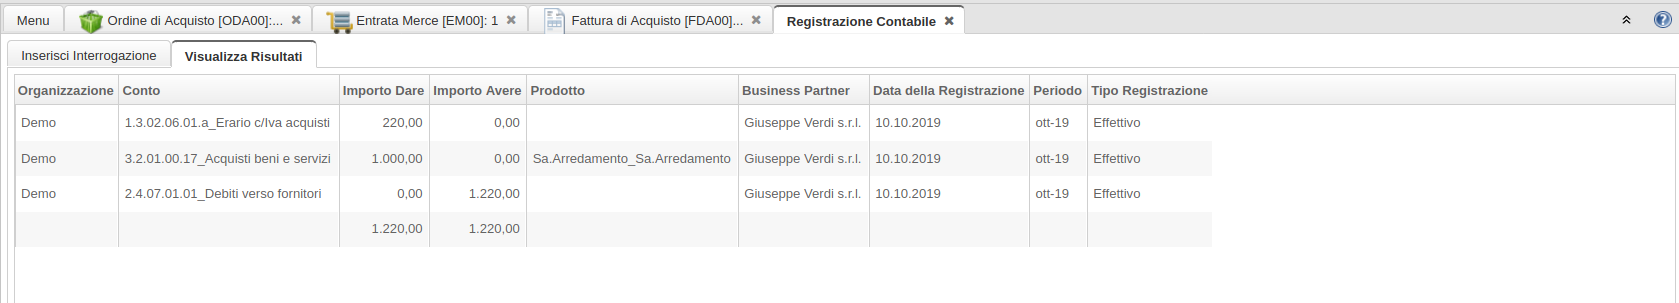 Menu Ordine di Acquisto [ODA00]:... Entrata Merce [EM00]: 1 Fattura di Acquisto [FDA00]... Registrazione Contabile
Inserisci Interrogazione Visualizza Risultati
Organizzazione Conto Importo Dare Importo Avere Prodotto Business Partner Data della Registrazione Periodo Tipo Registrazione
Demo 1.3.02.06.01.a_Erario c/Iva acquisti 220,00 0,00 Giuseppe Verdi s.r.l. 10.10.2019 ott-19 Effettivo
Demo 3.2.01.00.17_Acquisti beni e servizi 1.000,00 0,00 Sa.Arredamento_Sa.Arredamento Giuseppe Verdi s.r.l. 10.10.2019 ott-19 Effettivo
Demo 2.4.07.01.01_Debiti verso fornitori 0,00 1.220,00 Giuseppe Verdi s.r.l. 10.10.2019 ott-19 Effettivo
1.220,00 1.220,00